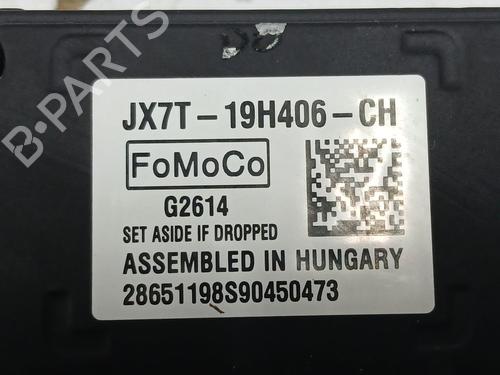 JX7T-19H406-CH
FoMoCo
G2614
SET ASIDE IF DROPPED
ASSEMBLED IN HUNGARY
28651198S90450473
B-PARTS